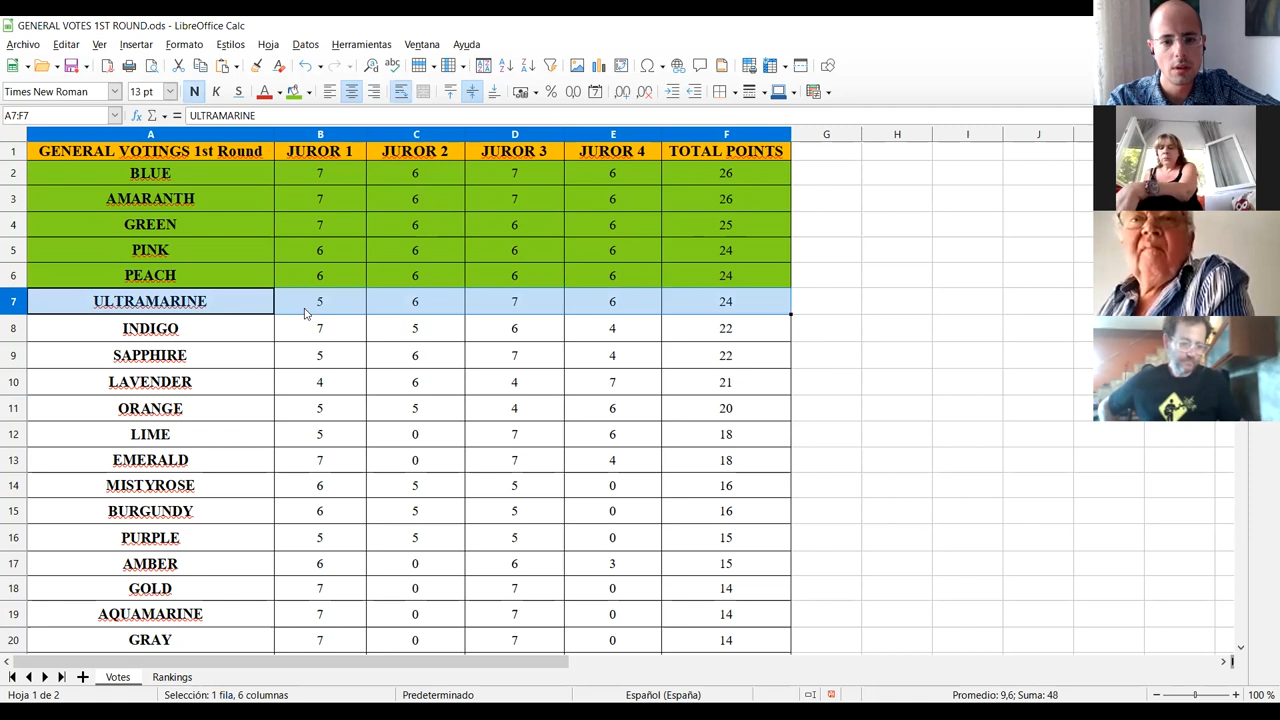 GENERAL VOTES 1ST ROUND.ods - LibreOffice Calc
Archivo Editar Ver Insertar Formato Estilos Hoja Datos Herramientas Ventana Ayuda
Times New Roman 13 pt N K S
A7:F7 ULTRAMARINE
A B C D E F G H I J
1 GENERAL VOTINGS 1st Round JUROR 1 JUROR 2 JUROR 3 JUROR 4 TOTAL POINTS
2 BLUE 7 6 7 6 26
3 AMARANTH 7 6 7 6 26
4 GREEN 7 6 6 6 25
5 PINK 6 6 6 6 24
6 PEACH 6 6 6 6 24
7 ULTRAMARINE 5 6 7 6 24
8 INDIGO 7 5 6 4 22
9 SAPPHIRE 5 6 7 4 22
10 LAVENDER 4 6 4 7 21
11 ORANGE 5 5 4 6 20
12 LIME 5 0 7 6 18
13 EMERALD 7 0 7 4 18
14 MISTYROSE 6 5 5 0 16
15 BURGUNDY 6 5 5 0 16
16 PURPLE 5 5 5 0 15
17 AMBER 6 0 6 3 15
18 GOLD 7 0 7 0 14
19 AQUAMARINE 7 0 7 0 14
20 GRAY 7 0 7 0 14
Votes Rankings
Hoja 1 de 2 Selección: 1 fila, 6 columnas Predeterminado Español (España) Promedio: 9,6; Suma: 48 100 %